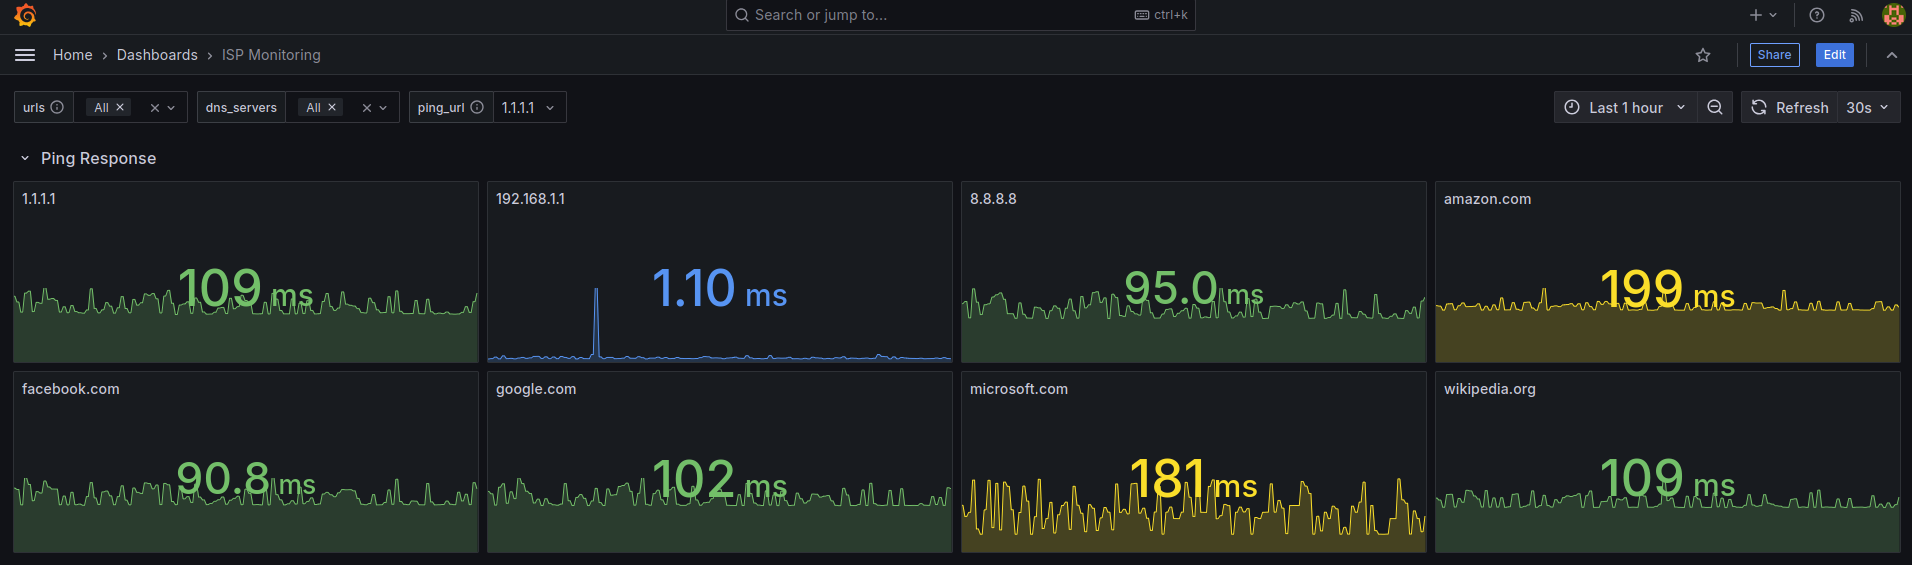 Search or jump to... ctrl+k
Home › Dashboards › ISP Monitoring Share Edit
urls All dns_servers All ping_url 1.1.1.1 Last 1 hour Refresh 30s
Ping Response
1.1.1.1 192.168.1.1 8.8.8.8 amazon.com
109 ms 1.10 ms 95.0 ms 199 ms
facebook.com google.com microsoft.com wikipedia.org
90.8 ms 102 ms 181 ms 109 ms